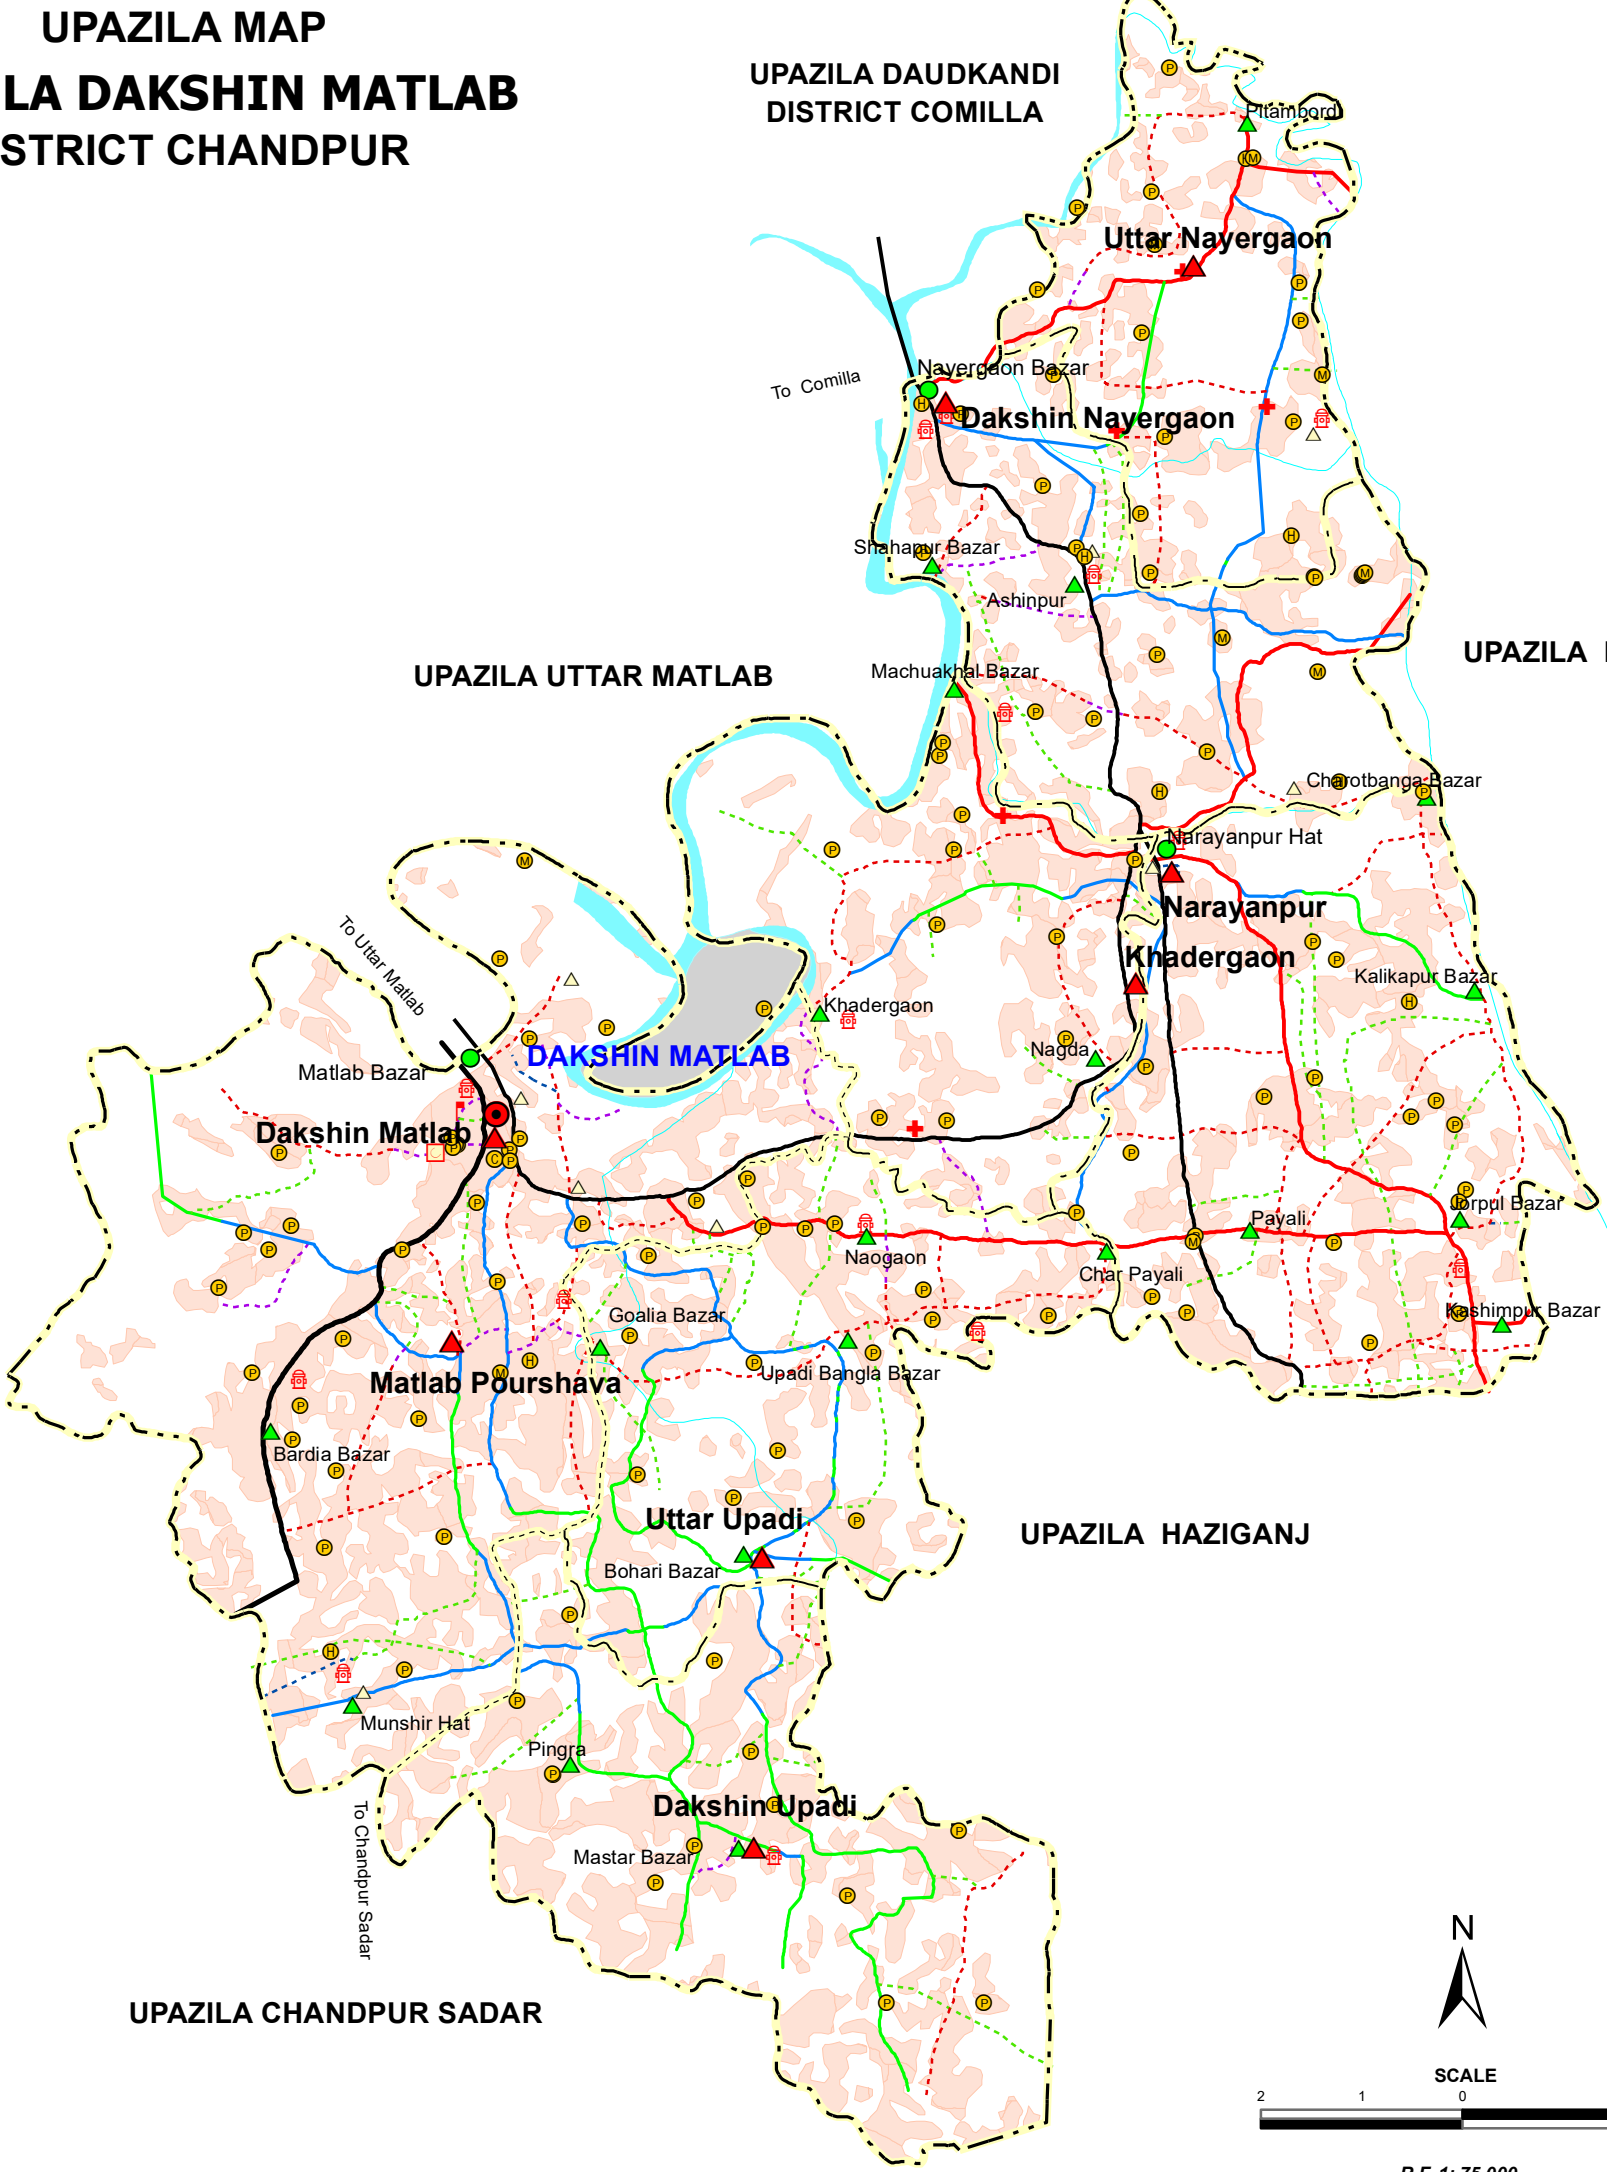 UPAZILA MAP
LA DAKSHIN MATLAB
STRICT CHANDPUR
UPAZILA DAUDKANDI
DISTRICT COMILLA
Pitambordi
Uttar Nayergaon
To Comilla
Nayergaon Bazar
Dakshin Nayergaon
Shahapur Bazar
Ashinpur
UPAZILA
UPAZILA UTTAR MATLAB
Machuakhal Bazar
Charotbanga Bazar
Narayanpur Hat
Narayanpur
To Uttar Matlab
Khadergaon
Kalikapur Bazar
Khadergaon
Nagda
DAKSHIN MATLAB
Matlab Bazar
Dakshin Matlab
Jorpul Bazar
Payali
Naogaon
Char Payali
Kashimpur Bazar
Goalia Bazar
Upadi Bangla Bazar
Matlab Pourshava
Bardia Bazar
Uttar Upadi
UPAZILA HAZIGANJ
Bohari Bazar
Munshir Hat
Pingra
Dakshin Upadi
To Chandpur Sadar
Mastar Bazar
N
UPAZILA CHANDPUR SADAR
SCALE
2 1 0
R.F. 1: 75,000